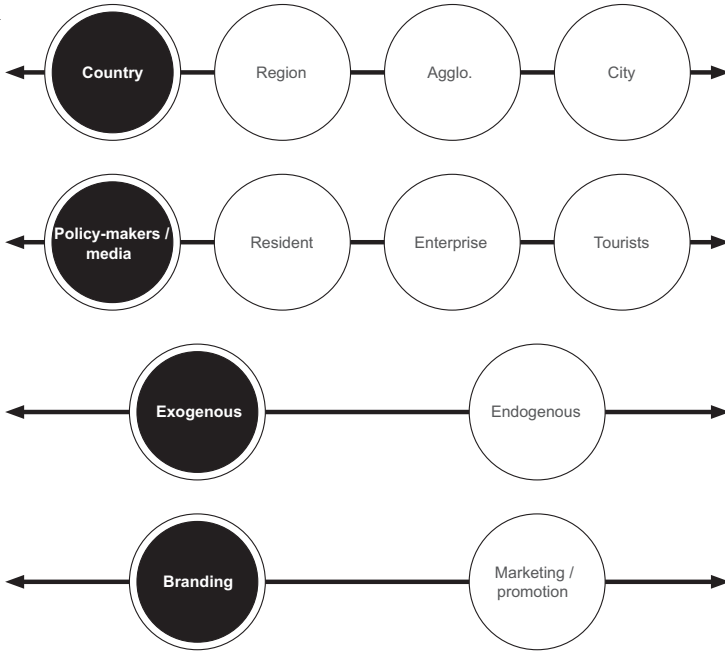 Country Region Agglo. City
Policy-makers /
media
Resident Enterprise Tourists
Exogenous Endogenous
Branding
Marketing /
promotion